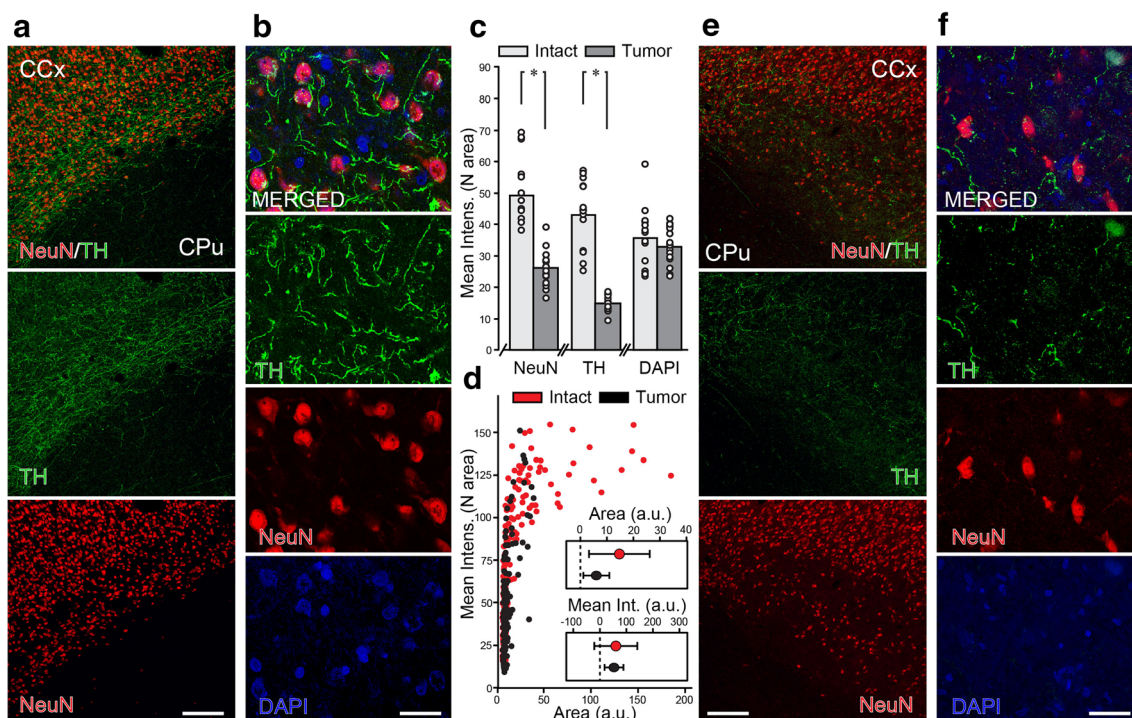 a
CCx
CPu
NeuN/TH
TH
NeuN
b
MERGED
TH
NeuN
DAPI
c
Intact Tumor
Mean Intens. (N area)
90
80
70
60
50
40
30
20
10
0
* *
NeuN TH DAPI
d
Intact Tumor
Mean Intens. (N area)
150
125
100
75
50
25
0
0 50 100 150 200
Area (a.u.)
Area (a.u.)
0 10 20 30 40
Mean Int. (a.u.)
-100 0 100 200 300
e
CCx
CPu
NeuN/TH
TH
NeuN
f
MERGED
TH
NeuN
DAPI